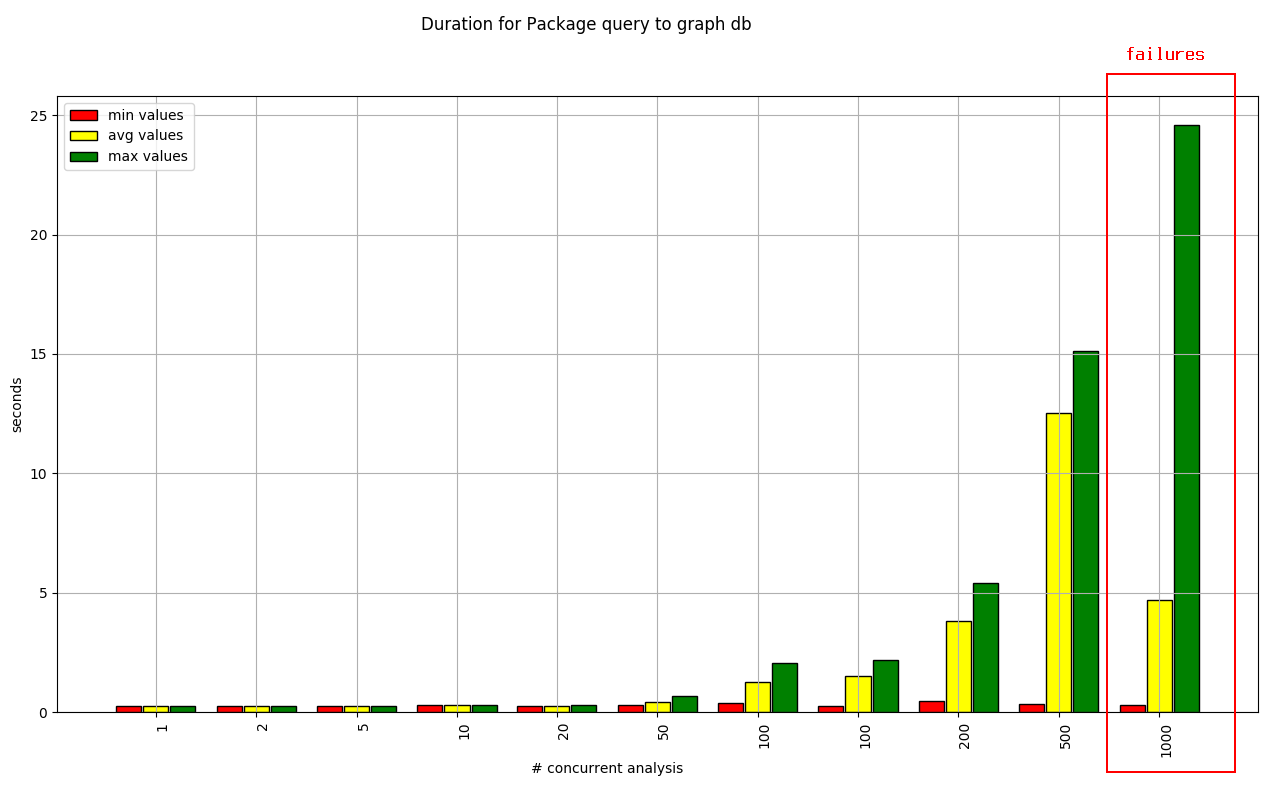 Duration for Package query to graph db
failures
min values
avg values
max values
25
20
15
10
5
0
seconds
1
2
5
10
20
50
100
100
200
500
1000
# concurrent analysis